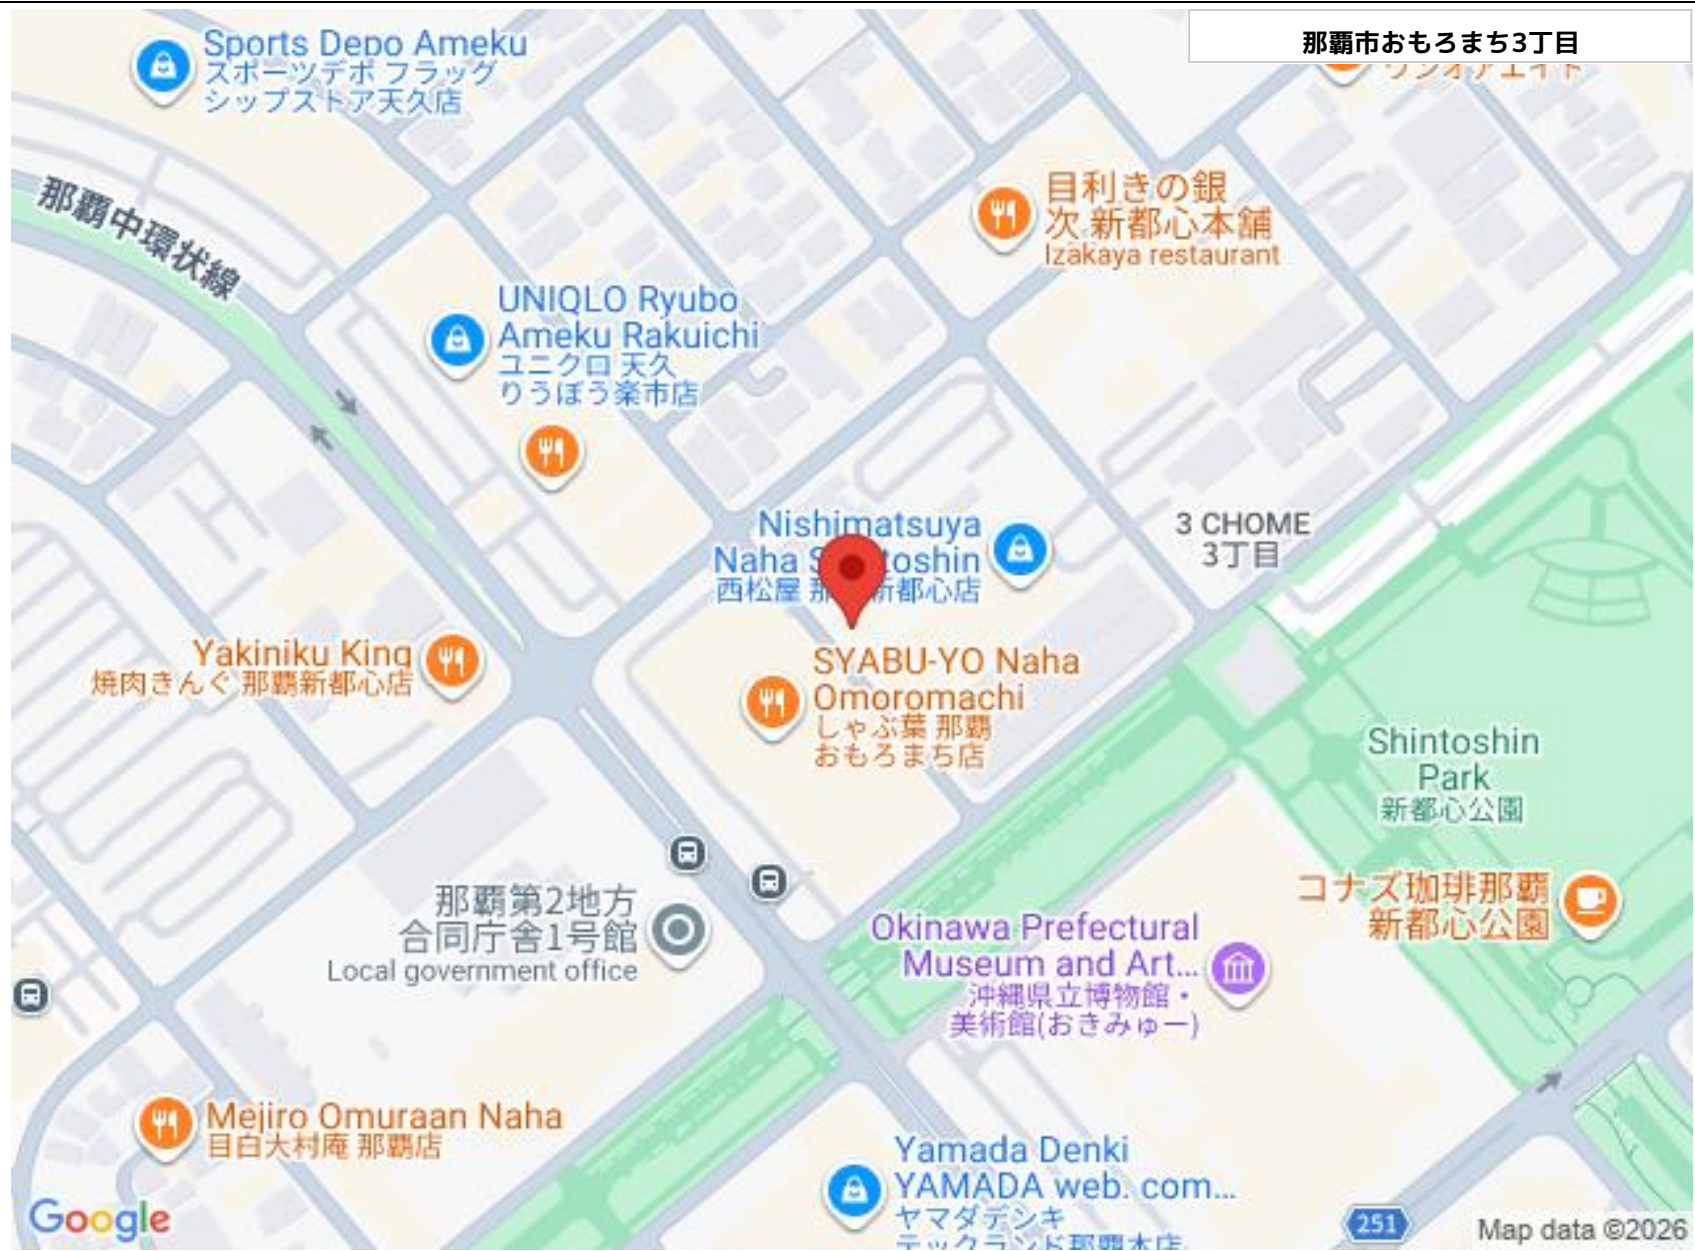 那覇市おもろまち3丁目
Sports Depo Ameku
スポーツデポ フラッグ
シップストア天久店
那覇中環状線
目利きの銀
次 新都心本舗
Izakaya restaurant
UNIQLO Ryubo
Ameku Rakuichi
ユニクロ 天久
りうぼう楽市店
Nishimatsuya
Naha
西松屋
新都心店
3 CHOME
3丁目
Yakiniku King
焼肉きんぐ 那覇新都心店
SYABU-YO Naha
Omoromachi
しゃぶ葉 那覇
おもろまち店
Shintoshin
Park
新都心公園
那覇第2地方
合同庁舎1号館
Local government office
コナズ珈琲那覇
新都心公園
Okinawa Prefectural
Museum and Art...
沖縄県立博物館・
美術館(おきみゅー)
Mejiro Omuraan Naha
目白大村庵 那覇店
Yamada Denki
YAMADA web. com...
ヤマダデンキ
テックランド那覇本店
251
Google
Map data ©2026